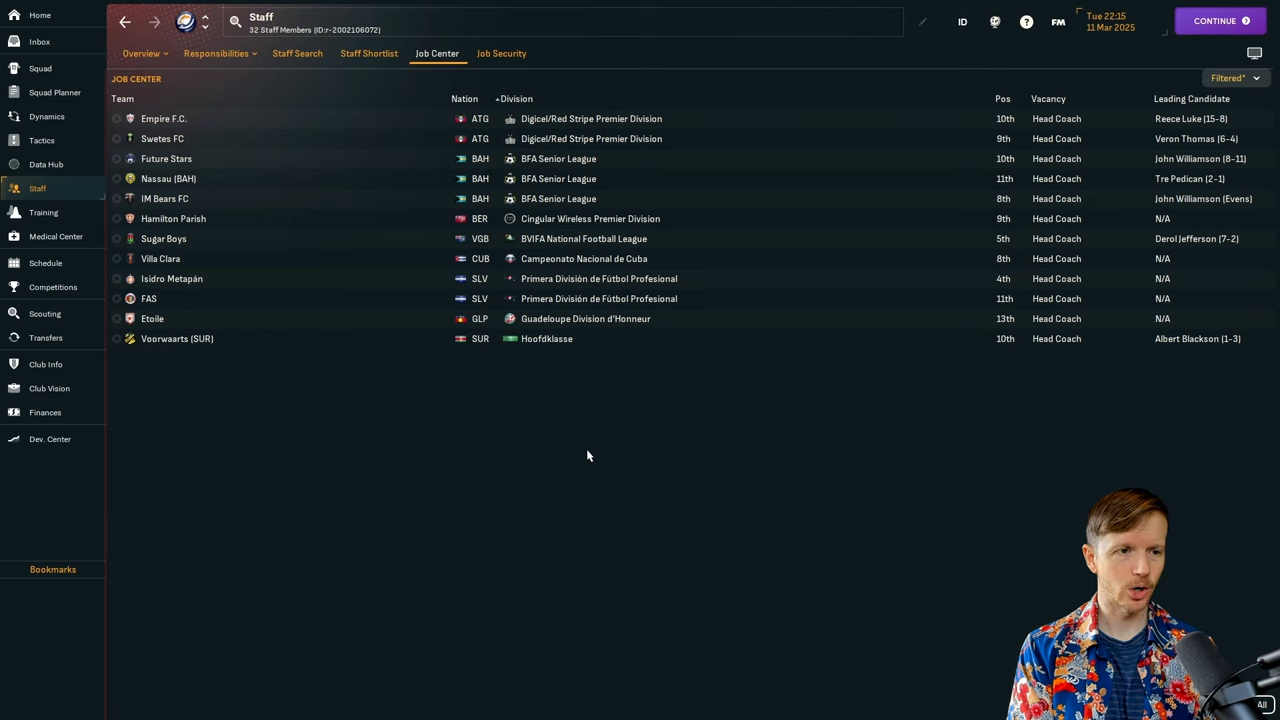 Home
Inbox
Squad
Squad Planner
Dynamics
Tactics
Data Hub
Staff
Training
Medical Center
Schedule
Competitions
Scouting
Transfers
Club Info
Club Vision
Finances
Dev. Center
Bookmarks
Staff
32 Staff Members (ID:r-2002106072)
ID
FM
Tue 22:15
11 Mar 2025
CONTINUE
Overview Responsibilities Staff Search Staff Shortlist Job Center Job Security
JOB CENTER
Filtered*
Team Nation Division Pos Vacancy Leading Candidate
Empire F.C. ATG Digicel/Red Stripe Premier Division 10th Head Coach Reece Luke (15-8)
Swetes FC ATG Digicel/Red Stripe Premier Division 9th Head Coach Veron Thomas (6-4)
Future Stars BAH BFA Senior League 10th Head Coach John Williamson (8-11)
Nassau (BAH) BAH BFA Senior League 11th Head Coach Tre Pedican (2-1)
IM Bears FC BAH BFA Senior League 8th Head Coach John Williamson (Evens)
Hamilton Parish BER Cingular Wireless Premier Division 9th Head Coach N/A
Sugar Boys VGB BVIFA National Football League 5th Head Coach Derol Jefferson (7-2)
Villa Clara CUB Campeonato Nacional de Cuba 8th Head Coach N/A
Isidro Metapán SLV Primera División de Fútbol Profesional 4th Head Coach N/A
FAS SLV Primera División de Fútbol Profesional 11th Head Coach N/A
Etoile GLP Guadeloupe Division d'Honneur 13th Head Coach N/A
Voorwaarts (SUR) SUR Hoofdklasse 10th Head Coach Albert Blackson (1-3)
All